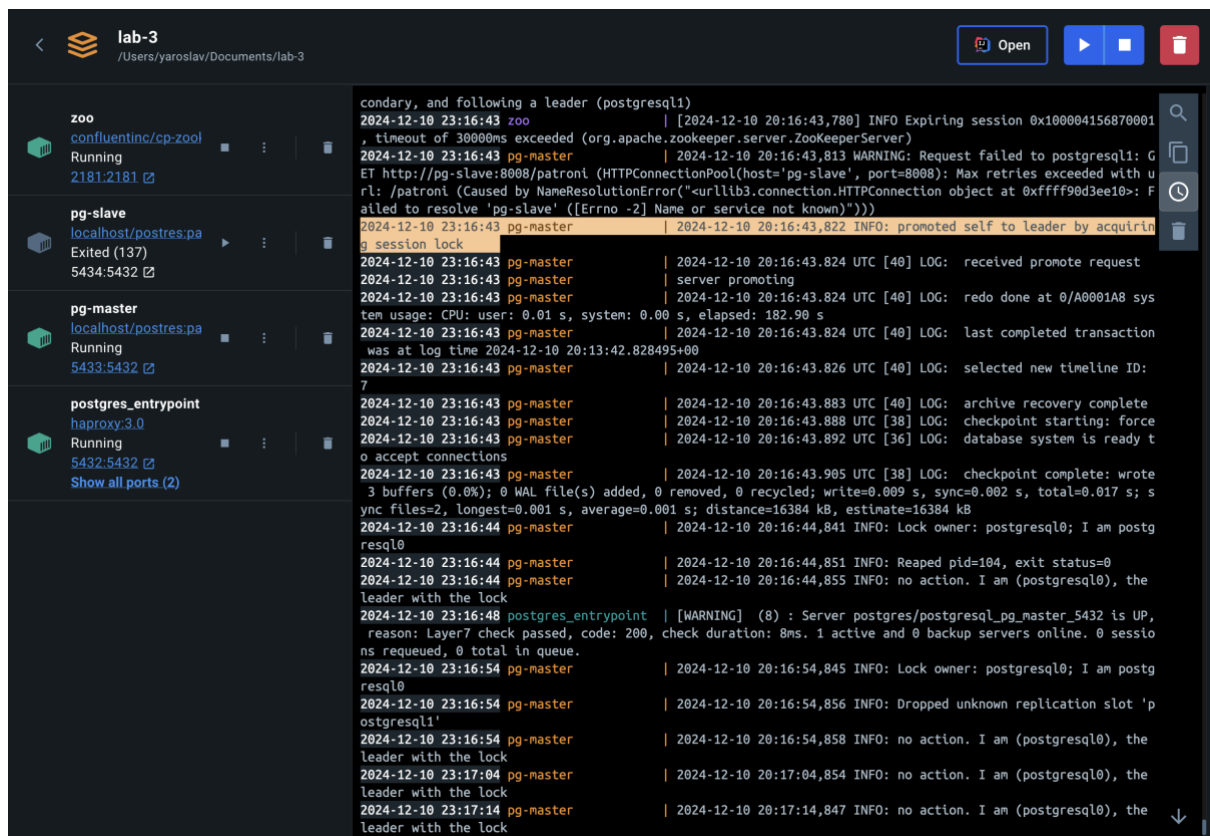 lab-3
/Users/yaroslav/Documents/lab-3
Open
zoo
confluentinc/cp-zool
Running
2181:2181
pg-slave
localhost/postres:pa
Exited (137)
5434:5432
pg-master
localhost/postres:pa
Running
5433:5432
postgres_entrypoint
haproxy:3.0
Running
5432:5432
Show all ports (2)
condary, and following a leader (postgresql1)
2024-12-10 23:16:43 zoo | [2024-12-10 20:16:43,780] INFO Expiring session 0x100004156870001
, timeout of 30000ms exceeded (org.apache.zookeeper.server.ZooKeeperServer)
2024-12-10 23:16:43 pg-master | 2024-12-10 20:16:43,813 WARNING: Request failed to postgresql1: G
ET http://pg-slave:8008/patroni (HTTPConnectionPool(host='pg-slave', port=8008): Max retries exceeded with u
rl: /patroni (Caused by NameResolutionError("<urllib3.connection.HTTPConnection object at 0xffff90d3ee10>: F
ailed to resolve 'pg-slave' ([Errno -2] Name or service not known)")))
2024-12-10 23:16:43 pg-master | 2024-12-10 20:16:43,822 INFO: promoted self to leader by acquirin
g session lock
2024-12-10 23:16:43 pg-master | 2024-12-10 20:16:43.824 UTC [40] LOG:  received promote request
2024-12-10 23:16:43 pg-master | server promoting
2024-12-10 23:16:43 pg-master | 2024-12-10 20:16:43.824 UTC [40] LOG:  redo done at 0/A0001A8 sys
tem usage: CPU: user: 0.01 s, system: 0.00 s, elapsed: 182.90 s
2024-12-10 23:16:43 pg-master | 2024-12-10 20:16:43.824 UTC [40] LOG:  last completed transaction
was at log time 2024-12-10 20:13:42.828495+00
2024-12-10 23:16:43 pg-master | 2024-12-10 20:16:43.826 UTC [40] LOG:  selected new timeline ID:
7
2024-12-10 23:16:43 pg-master | 2024-12-10 20:16:43.883 UTC [40] LOG:  archive recovery complete
2024-12-10 23:16:43 pg-master | 2024-12-10 20:16:43.888 UTC [38] LOG:  checkpoint starting: force
2024-12-10 23:16:43 pg-master | 2024-12-10 20:16:43.892 UTC [36] LOG:  database system is ready t
o accept connections
2024-12-10 23:16:43 pg-master | 2024-12-10 20:16:43.905 UTC [38] LOG:  checkpoint complete: wrote
3 buffers (0.0%); 0 WAL file(s) added, 0 removed, 0 recycled; write=0.009 s, sync=0.002 s, total=0.017 s; s
ync files=2, longest=0.001 s, average=0.001 s; distance=16384 kB, estimate=16384 kB
2024-12-10 23:16:44 pg-master | 2024-12-10 20:16:44,841 INFO: Lock owner: postgresql0; I am postg
resql0
2024-12-10 23:16:44 pg-master | 2024-12-10 20:16:44,851 INFO: Reaped pid=104, exit status=0
2024-12-10 23:16:44 pg-master | 2024-12-10 20:16:44,855 INFO: no action. I am (postgresql0), the
leader with the lock
2024-12-10 23:16:48 postgres_entrypoint | [WARNING]  (8) : Server postgres/postgresql_pg_master_5432 is UP,
reason: Layer7 check passed, code: 200, check duration: 8ms. 1 active and 0 backup servers online. 0 sessio
ns requeued, 0 total in queue.
2024-12-10 23:16:54 pg-master | 2024-12-10 20:16:54,845 INFO: Lock owner: postgresql0; I am postg
resql0
2024-12-10 23:16:54 pg-master | 2024-12-10 20:16:54,856 INFO: Dropped unknown replication slot 'p
ostgresql1'
2024-12-10 23:16:54 pg-master | 2024-12-10 20:16:54,858 INFO: no action. I am (postgresql0), the
leader with the lock
2024-12-10 23:17:04 pg-master | 2024-12-10 20:17:04,854 INFO: no action. I am (postgresql0), the
leader with the lock
2024-12-10 23:17:14 pg-master | 2024-12-10 20:17:14,847 INFO: no action. I am (postgresql0), the
leader with the lock